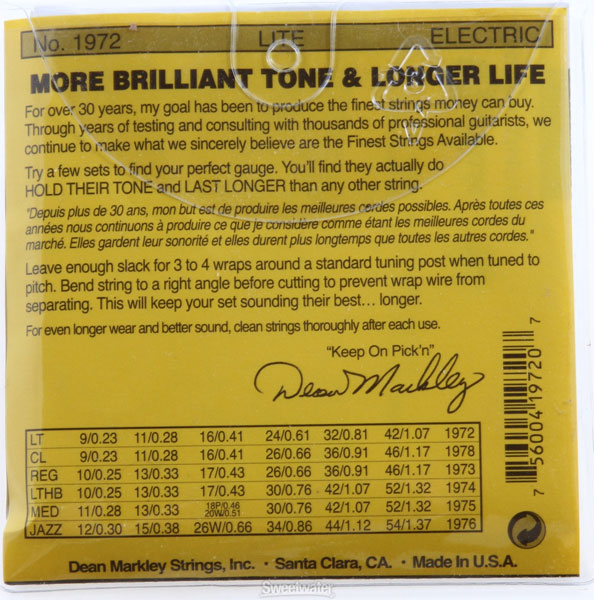 No. 1972 LITE ELECTRIC
MORE BRILLIANT TONE & LONGER LIFE
For over 30 years, my goal has been to produce the finest strings money can buy.
Through years of testing and consulting with thousands of professional guitarists, we
continue to make what we sincerely believe are the Finest Strings Available.
Try a few sets to find your perfect gauge. You'll find they actually do
HOLD THEIR TONE and LAST LONGER than any other string.
"Depuis plus de 30 ans, mon but est de produire les meilleures cordes possibles. Après toutes ces
années nous continuons à produire ce que je considère comme étant les meilleures cordes du
marché. Elles gardent leur sonorité et elles durent plus longtemps que toutes les autres cordes."
Leave enough slack for 3 to 4 wraps around a standard tuning post when tuned to
pitch. Bend string to a right angle before cutting to prevent wrap wire from
separating. This will keep your set sounding their best... longer.
For even longer wear and better sound, clean strings thoroughly after each use.
"Keep On Pick'n"
Dean Markley
LT 9/0.23 11/0.28 16/0.41 24/0.61 32/0.81 42/1.07 1972
CL 9/0.23 11/0.28 16/0.41 26/0.66 36/0.91 46/1.17 1978
REG 10/0.25 13/0.33 17/0.43 26/0.66 36/0.91 46/1.17 1973
LTHB 10/0.25 13/0.33 17/0.43 30/0.76 42/1.07 52/1.32 1974
MED 11/0.28 13/0.33 18P/0.46 20W/0.51 30/0.76 42/1.07 52/1.32 1975
JAZZ 12/0.30 15/0.38 26W/0.66 34/0.86 44/1.12 54/1.37 1976
7 56004 19720 7
Dean Markley Strings, Inc. • Santa Clara, CA. • Made In U.S.A.
Sweetwater